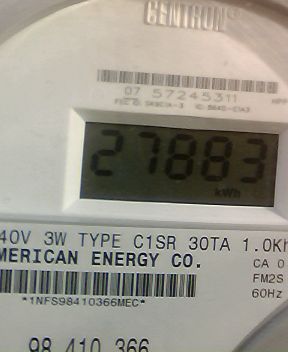 CENTRON®
07 57245311
27883
kWh
40V 3W TYPE C1SR 30TA 1.0Kh
MERICAN ENERGY CO.
CA 0
FM2S
60Hz
*1NFS98410366MEC*
98 410 366